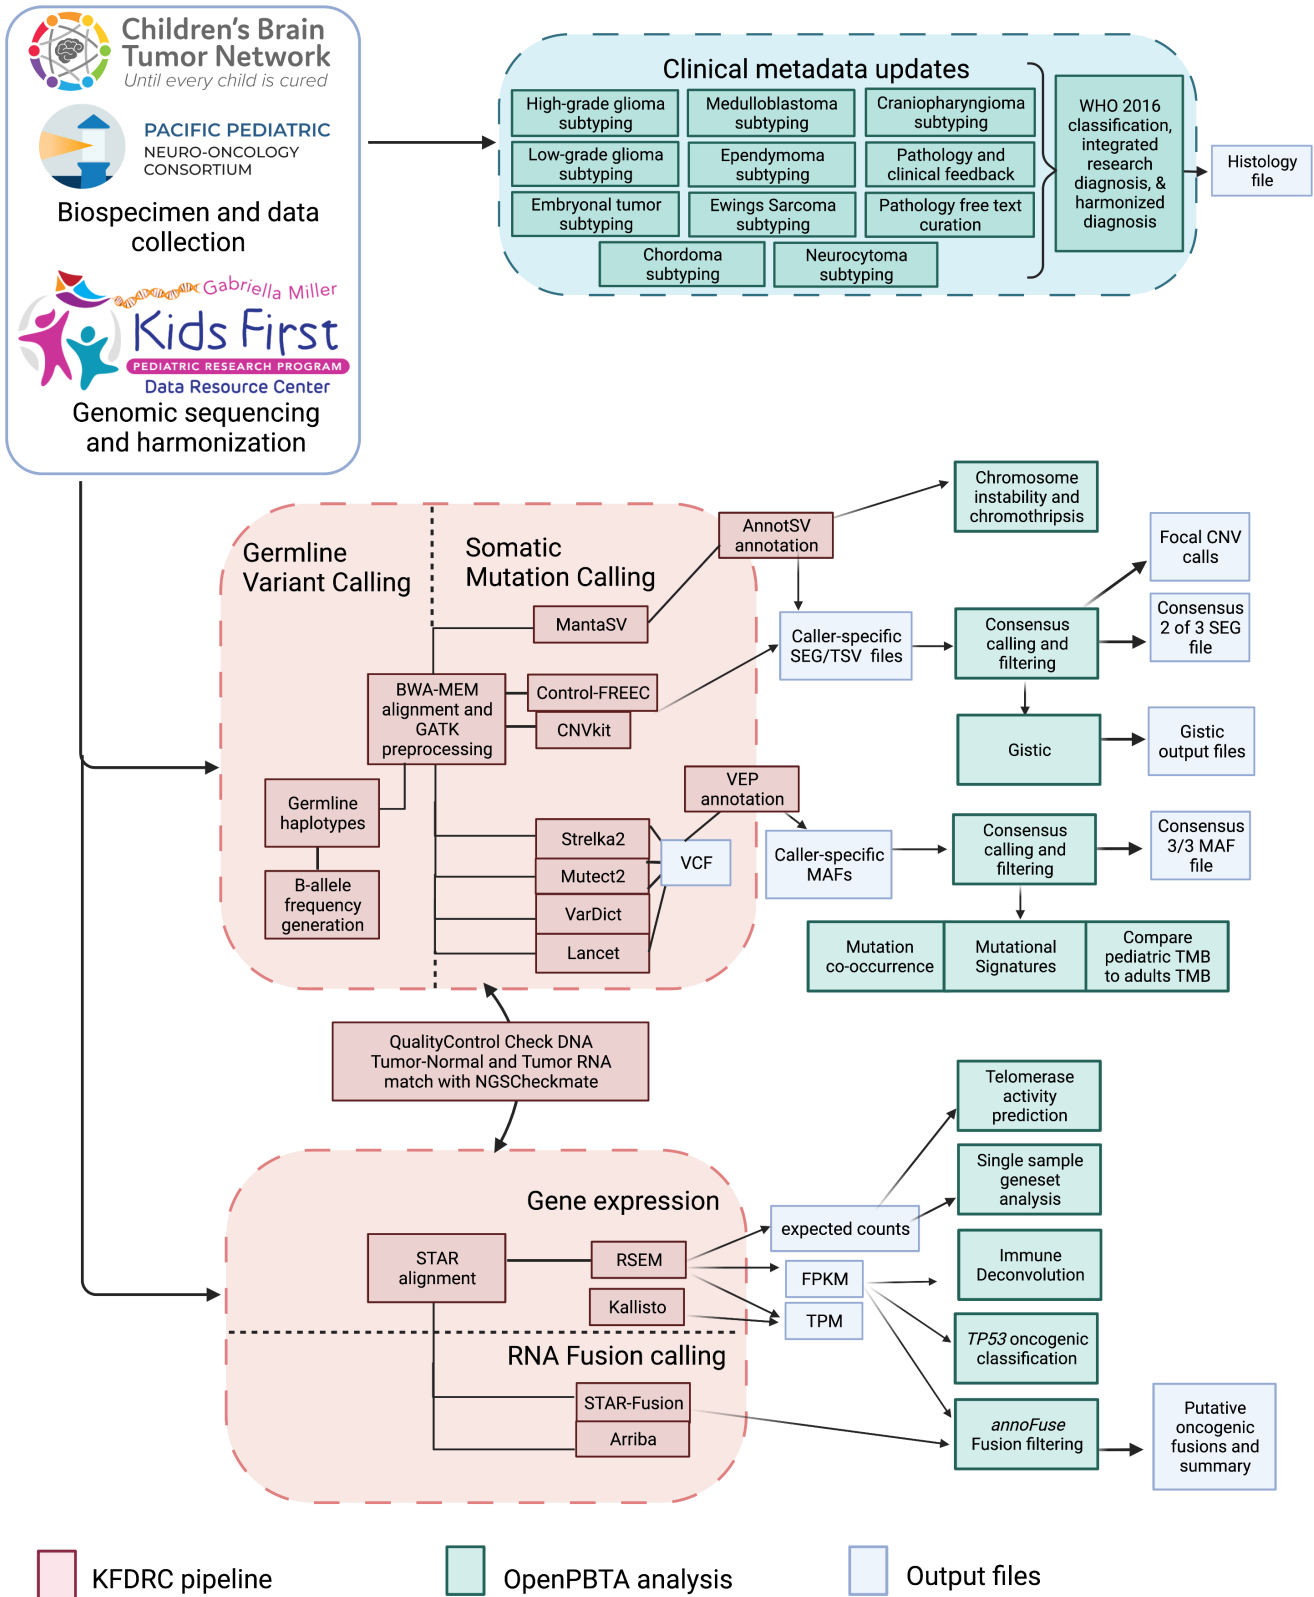 Children's Brain
Tumor Network
Until every child is cured
PACIFIC PEDIATRIC
NEURO-ONCOLOGY
CONSORTIUM
Biospecimen and data
collection
Gabriella Miller
Kids First
PEDIATRIC RESEARCH PROGRAM
Data Resource Center
Genomic sequencing
and harmonization
Clinical metadata updates
High-grade glioma
subtyping
Medulloblastoma
subtyping
Craniopharyngioma
subtyping
Low-grade glioma
subtyping
Ependymoma
subtyping
Pathology and
clinical feedback
Embryonal tumor
subtyping
Ewings Sarcoma
subtyping
Pathology free text
curation
Chordoma
subtyping
Neurocytoma
subtyping
WHO 2016
classification,
integrated
research
diagnosis, &
harmonized
diagnosis
Histology
file
Germline
Variant Calling
Somatic
Mutation Calling
AnnotSV
annotation
Chromosome
instability and
chromothripsis
MantaSV
Caller-specific
SEG/TSV files
Consensus
calling and
filtering
Focal CNV
calls
Consensus
2 of 3 SEG
file
BWA-MEM
alignment and
GATK
preprocessing
Control-FREEC
CNVkit
Gistic
Gistic
output files
Germline
haplotypes
B-allele
frequency
generation
VEP
annotation
Strelka2
Mutect2
VarDict
Lancet
VCF
Caller-specific
MAFs
Consensus
calling and
filtering
Consensus
3/3 MAF
file
Mutation
co-occurrence
Mutational
Signatures
Compare
pediatric TMB
to adults TMB
QualityControl Check DNA
Tumor-Normal and Tumor RNA
match with NGSCheckmate
Gene expression
STAR
alignment
RSEM
Kallisto
expected counts
FPKM
TPM
Telomerase
activity
prediction
Single sample
geneset
analysis
Immune
Deconvolution
TP53 oncogenic
classification
RNA Fusion calling
STAR-Fusion
Arriba
annoFuse
Fusion filtering
Putative
oncogenic
fusions and
summary
KFDRC pipeline
OpenPBTA analysis
Output files